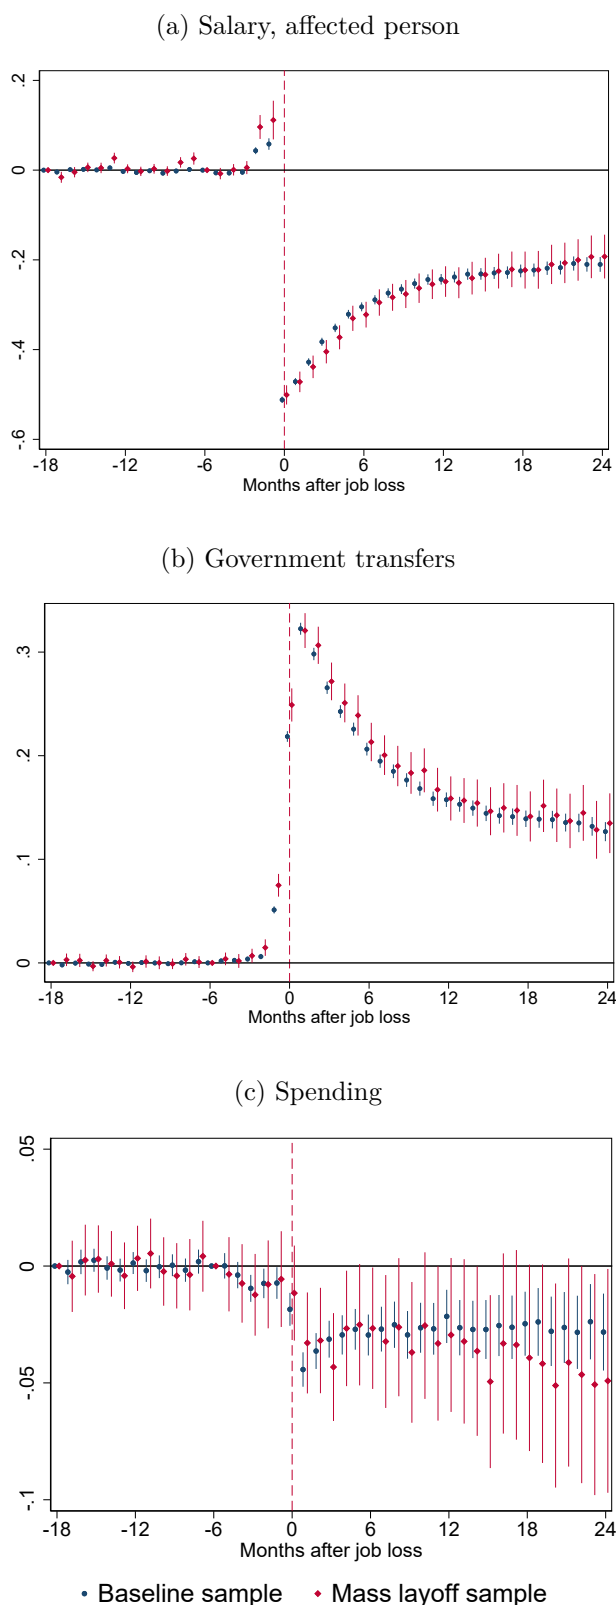 (a) Salary, affected person
.2
0
-.2
-.4
-.6
-18 -12 -6 0 6 12 18 24
Months after job loss
(b) Government transfers
.3
.2
.1
0
-18 -12 -6 0 6 12 18 24
Months after job loss
(c) Spending
.05
0
-.05
-.1
-18 -12 -6 0 6 12 18 24
Months after job loss
Baseline sample Mass layoff sample